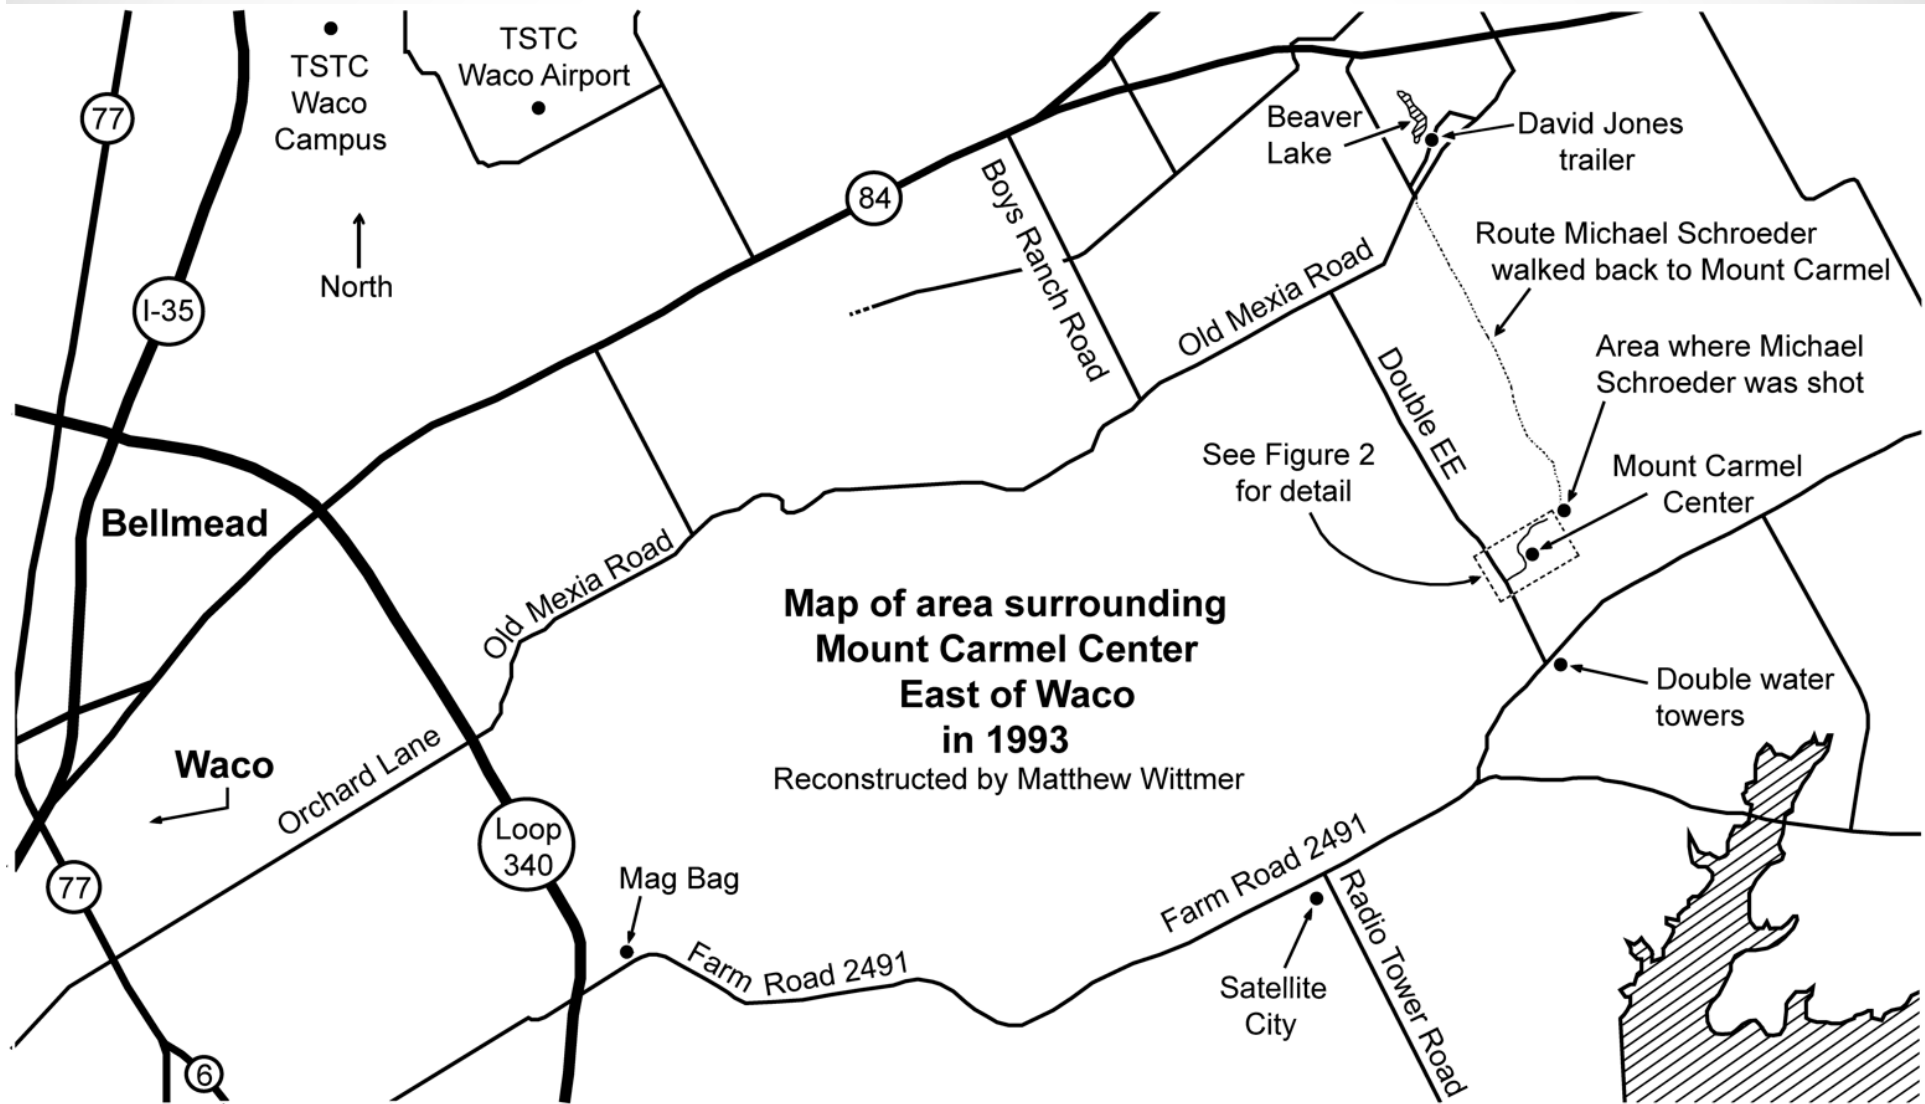 TSTC
Waco
Campus
TSTC
Waco Airport
77
I-35
North
84
Boys Ranch Road
Beaver
Lake
David Jones
trailer
Route Michael Schroeder
walked back to Mount Carmel
Old Mexia Road
Area where Michael
Schroeder was shot
Double EE
See Figure 2
for detail
Mount Carmel
Center
Bellmead
Old Mexia Road
Map of area surrounding
Mount Carmel Center
East of Waco
in 1993
Reconstructed by Matthew Wittmer
Double water
towers
Waco
Orchard Lane
Loop
340
77
Mag Bag
Farm Road 2491
Farm Road 2491
Radio Tower Road
Satellite
City
6